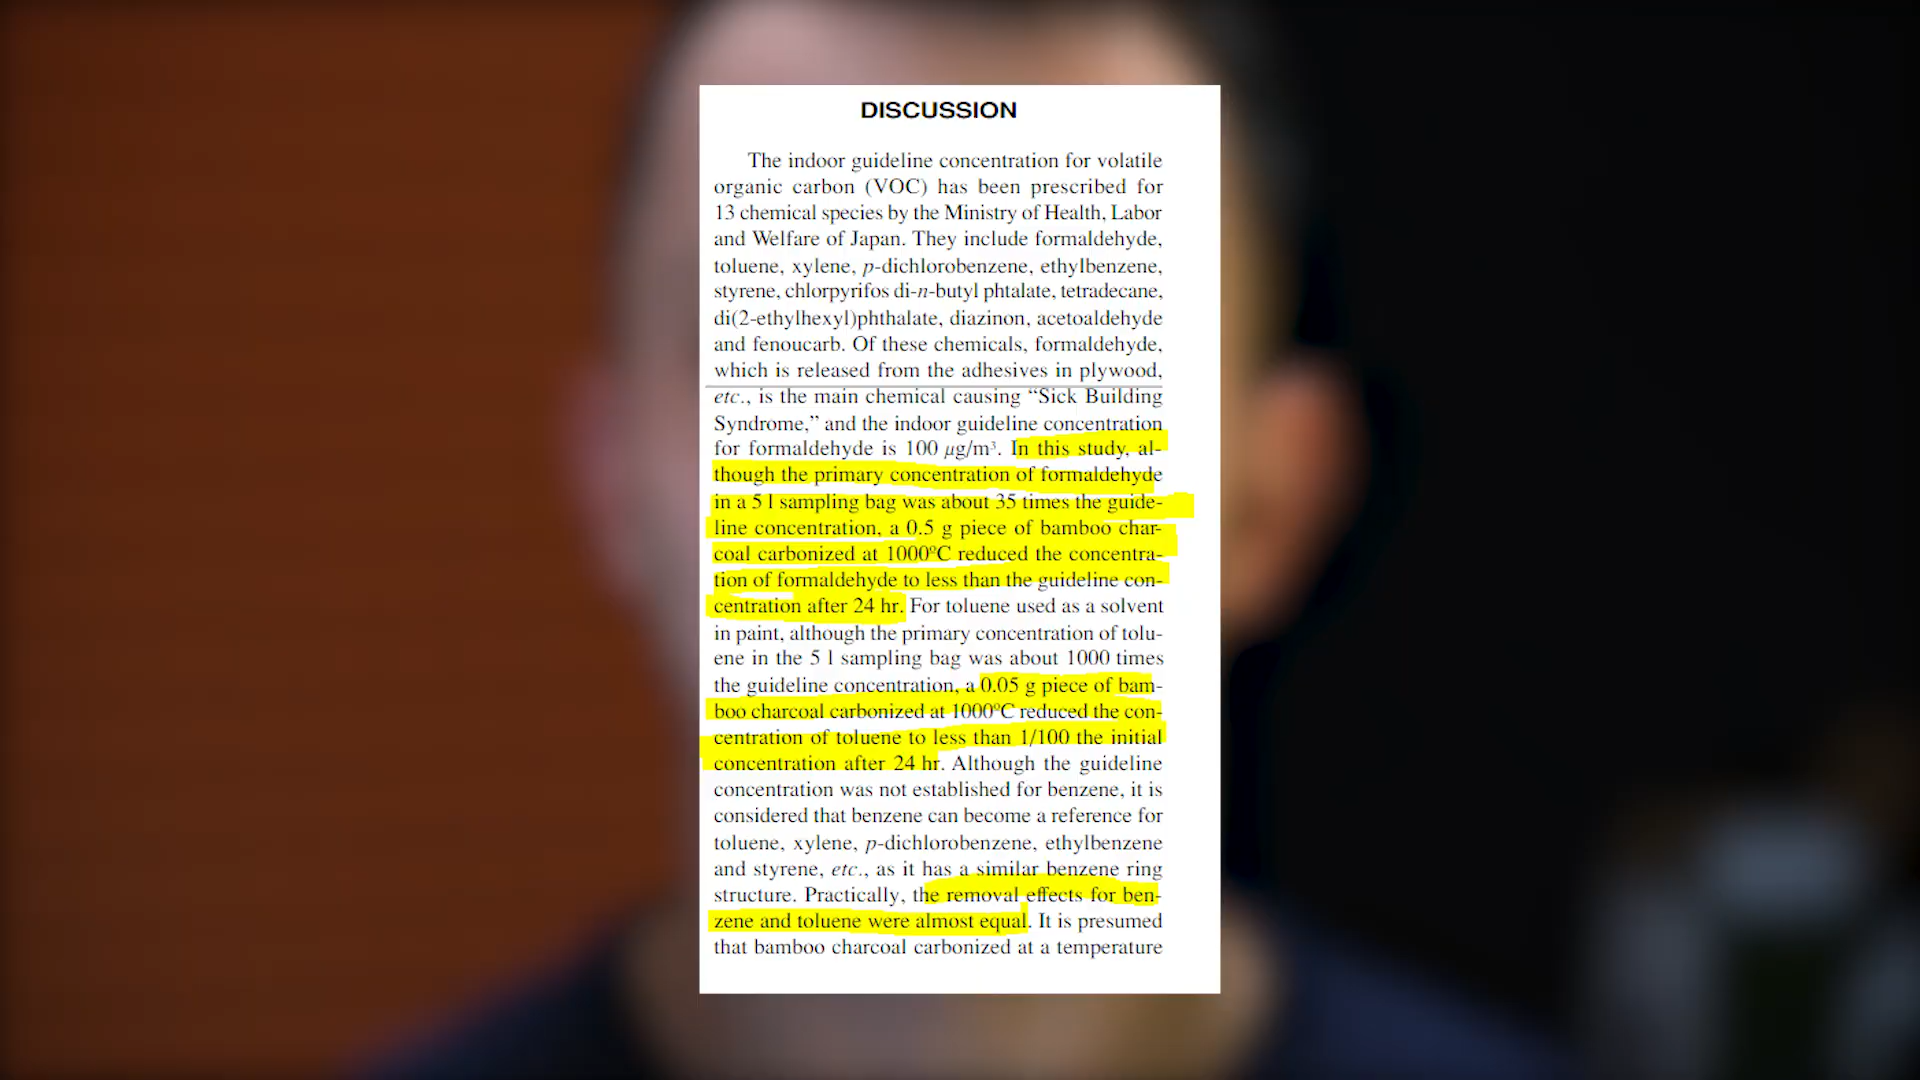 DISCUSSION
The indoor guideline concentration for volatile
organic carbon (VOC) has been prescribed for
13 chemical species by the Ministry of Health, Labor
and Welfare of Japan. They include formaldehyde,
toluene, xylene, p-dichlorobenzene, ethylbenzene,
styrene, chlorpyrifos di-n-butyl phtalate, tetradecane,
di(2-ethylhexyl)phthalate, diazinon, acetoaldehyde
and fenoucarb. Of these chemicals, formaldehyde,
which is released from the adhesives in plywood,
etc., is the main chemical causing “Sick Building
Syndrome,” and the indoor guideline concentration
for formaldehyde is 100 μg/m³. In this study, al-
though the primary concentration of formaldehyde
in a 5 l sampling bag was about 35 times the guide-
line concentration, a 0.5 g piece of bamboo char-
coal carbonized at 1000ºC reduced the concentra-
tion of formaldehyde to less than the guideline con-
centration after 24 hr. For toluene used as a solvent
in paint, although the primary concentration of tolu-
ene in the 5 l sampling bag was about 1000 times
the guideline concentration, a 0.05 g piece of bam-
boo charcoal carbonized at 1000ºC reduced the con-
centration of toluene to less than 1/100 the initial
concentration after 24 hr. Although the guideline
concentration was not established for benzene, it is
considered that benzene can become a reference for
toluene, xylene, p-dichlorobenzene, ethylbenzene
and styrene, etc., as it has a similar benzene ring
structure. Practically, the removal effects for ben-
zene and toluene were almost equal. It is presumed
that bamboo charcoal carbonized at a temperature